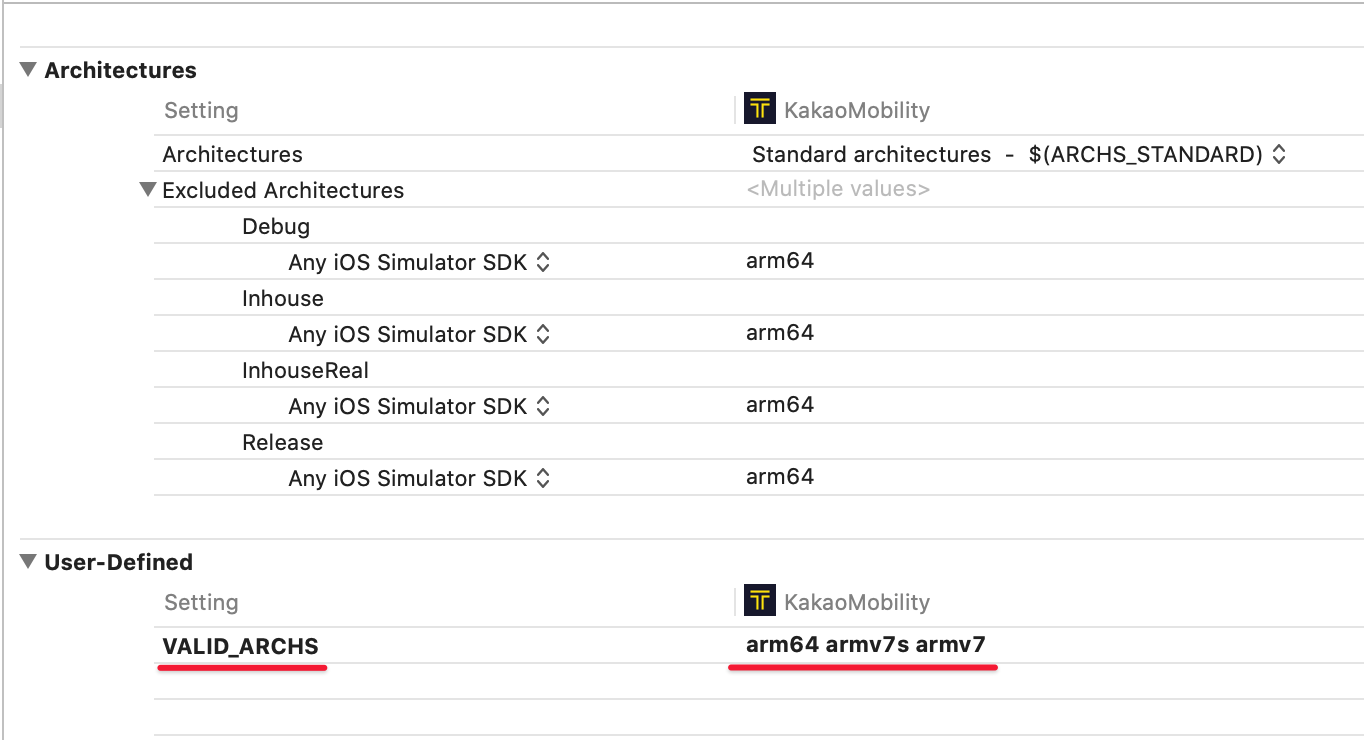 Architectures
Setting KakaoMobility
Architectures Standard architectures - $(ARCHS_STANDARD)
Excluded Architectures <Multiple values>
Debug
Any iOS Simulator SDK arm64
Inhouse
Any iOS Simulator SDK arm64
InhouseReal
Any iOS Simulator SDK arm64
Release
Any iOS Simulator SDK arm64
User-Defined
Setting KakaoMobility
VALID_ARCHS arm64 armv7s armv7